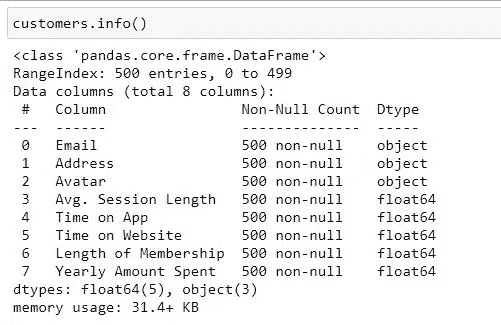 customers.info()
<class 'pandas.core.frame.DataFrame'>
RangeIndex: 500 entries, 0 to 499
Data columns (total 8 columns):
 #   Column                Non-Null Count  Dtype
---  ------                --------------  -----
 0   Email                 500 non-null    object
 1   Address               500 non-null    object
 2   Avatar                500 non-null    object
 3   Avg. Session Length   500 non-null    float64
 4   Time on App           500 non-null    float64
 5   Time on Website       500 non-null    float64
 6   Length of Membership  500 non-null    float64
 7   Yearly Amount Spent   500 non-null    float64
dtypes: float64(5), object(3)
memory usage: 31.4+ KB